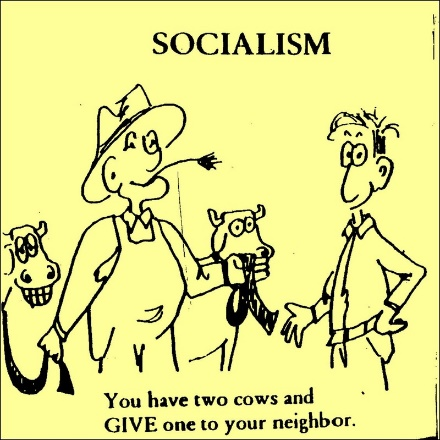 SOCIALISM
You have two cows and
GIVE one to your neighbor.